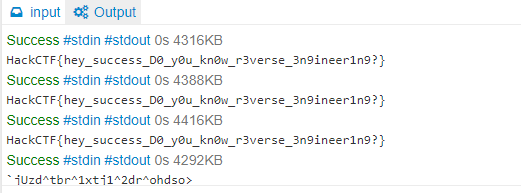 input Output
Success #stdin #stdout 0s 4316KB
HackCTF{hey_success_D0_y0u_kn0w_r3verse_3n9ineer1n9?}
Success #stdin #stdout 0s 4388KB
HackCTF{hey_success_D0_y0u_kn0w_r3verse_3n9ineer1n9?}
Success #stdin #stdout 0s 4416KB
HackCTF{hey_success_D0_y0u_kn0w_r3verse_3n9ineer1n9?}
Success #stdin #stdout 0s 4292KB
`jUzd^tbr^1xtj1^2dr^ohdso>